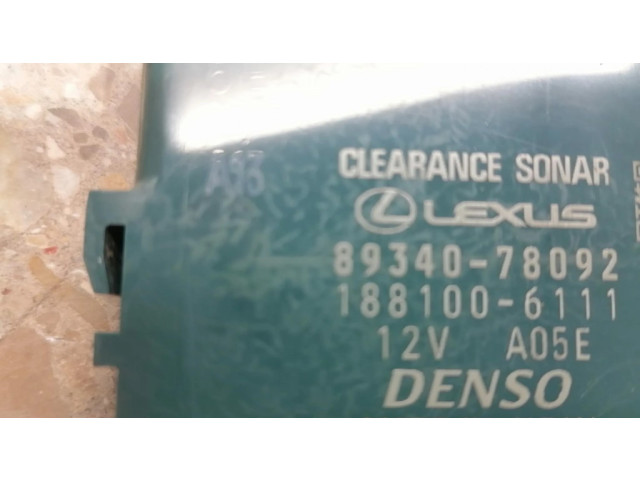 A93
CLEARANCE SONAR
LEXUS
89340-78092
188100-6111
12V A05E
DENSO